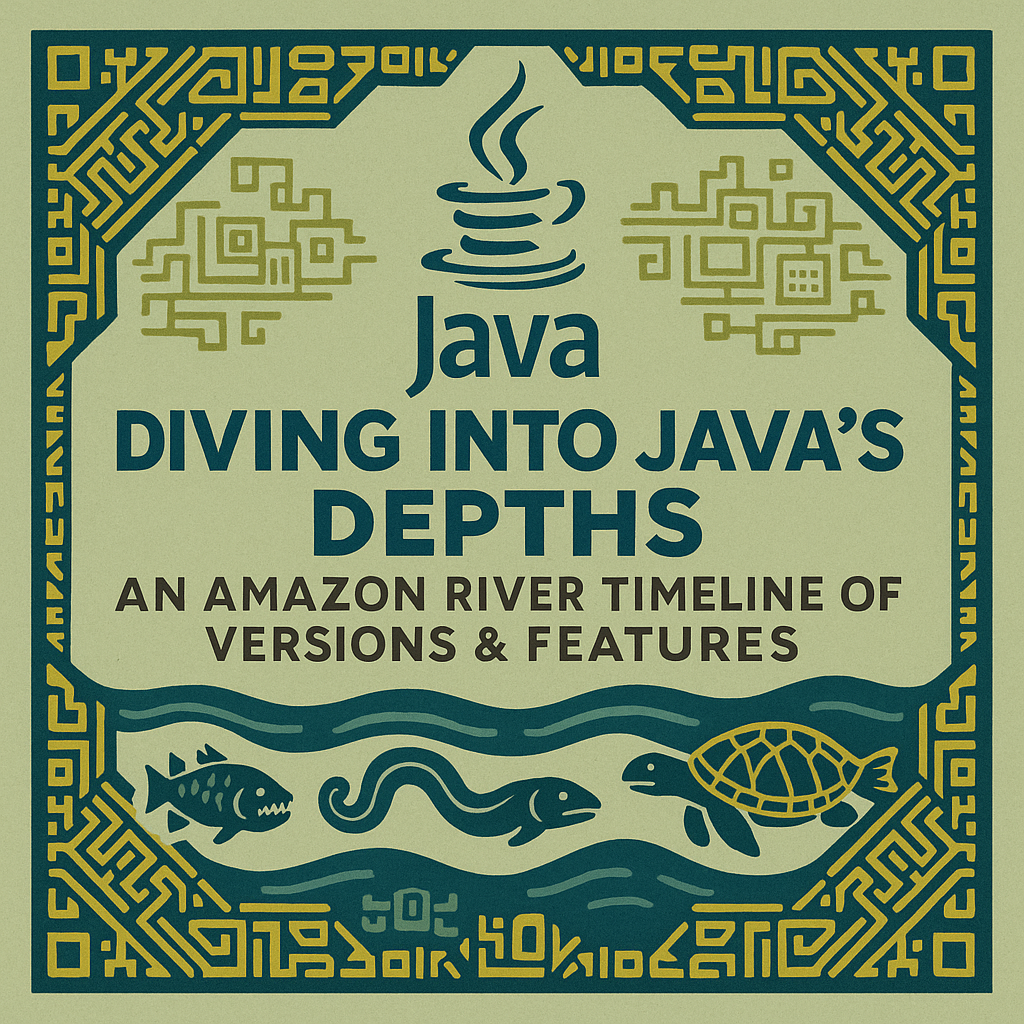 Java
DIVING INTO JAVA'S
DEPTHS
AN AMAZON RIVER TIMELINE OF
VERSIONS & FEATURES